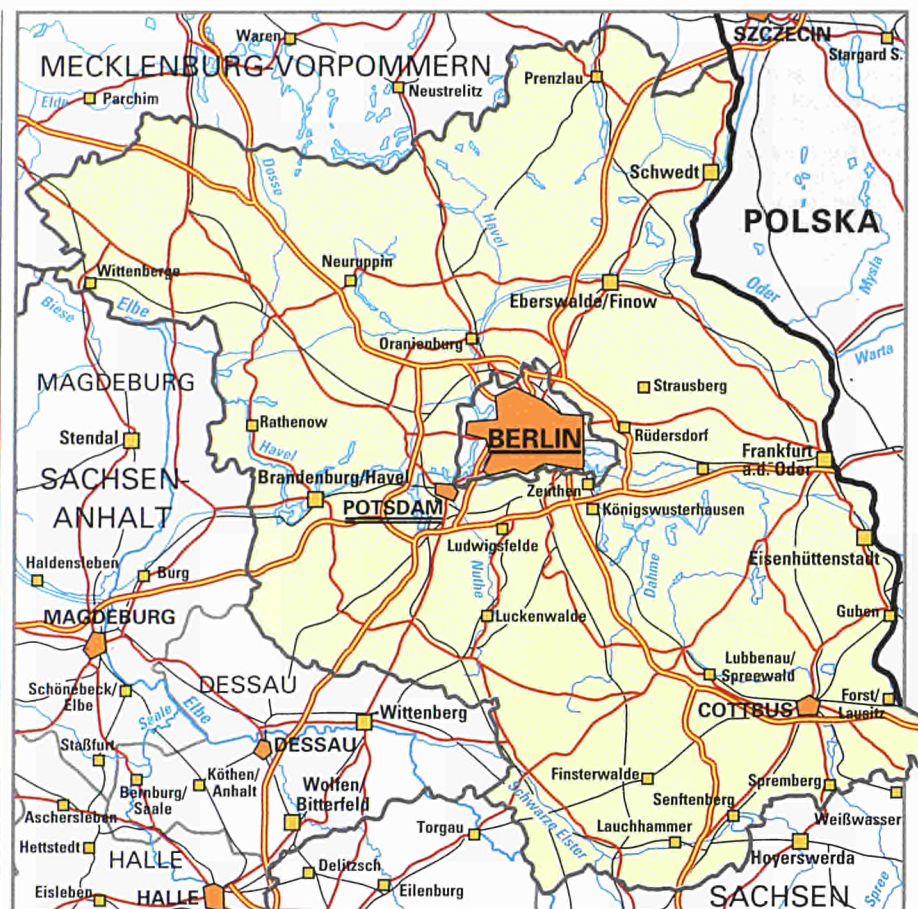 SZCZECIN
Waren
Stargard S.
MECKLENBURG-VORPOMMERN
Prenzlau
Neustrelitz
Elde
Parchim
Dosse
Schwedt
Havel
POLSKA
Neuruppin
Wittenberge
Mysla
Oder
Biese
Elbe
Eberswalde/Finow
Oranienburg
Warta
MAGDEBURG
Strausberg
Rathenow
Stendal
BERLIN
Rüdersdorf
Havel
Frankfurt
a.d. Oder
SACHSEN-
ANHALT
Brandenburg/Havel
Zeuthen
POTSDAM
Königswusterhausen
Ludwigsfelde
Eisenhüttenstadt
Haldensleben
Burg
Nuthe
Dahme
MAGDEBURG
Luckenwalde
Guben
Lubbenau/
Spreewald
Schönebeck/
Elbe
DESSAU
Forst/
Lausitz
COTTBUS
Saale
Elbe
Wittenberg
DESSAU
Staßfurt
Köthen/
Anhalt
Finsterwalde
Spremberg
Bernburg/
Saale
Wolfen/
Bitterfeld
Schwarze Elster
Senftenberg
Aschersleben
Torgau
Lauchhammer
Weißwasser
Hettstedt
HALLE
Hoyerswerda
Delitzsch
Eisleben
HALLE
Eilenburg
SACHSEN
Spree